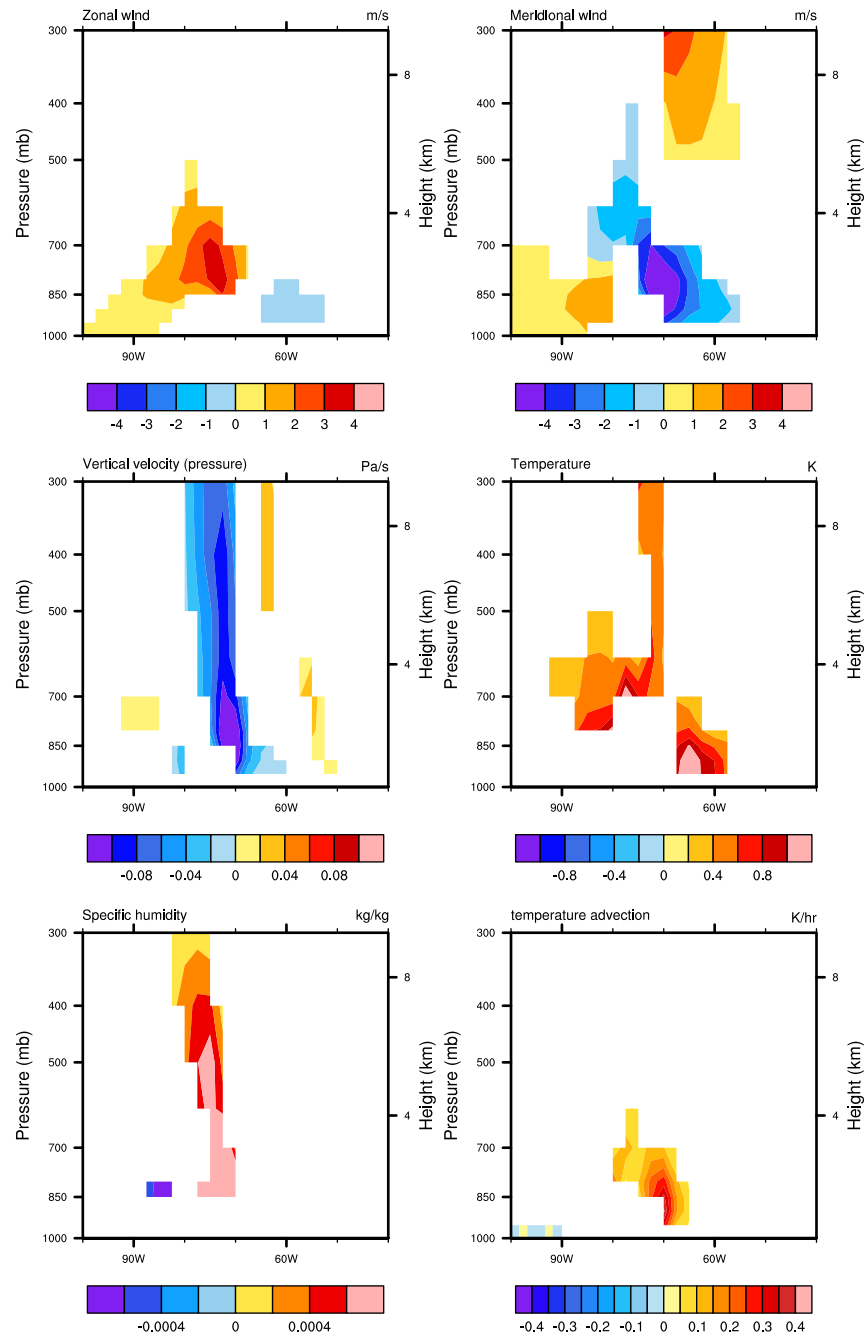 Zonal wind m/s
300
400
500
700
850
1000
Pressure (mb)
8
4
Height (km)
90W 60W
-4 -3 -2 -1 0 1 2 3 4
Meridional wind m/s
300
400
500
700
850
1000
Pressure (mb)
8
4
Height (km)
90W 60W
-4 -3 -2 -1 0 1 2 3 4
Vertical velocity (pressure) Pa/s
300
400
500
700
850
1000
Pressure (mb)
8
4
Height (km)
90W 60W
-0.08 -0.04 0 0.04 0.08
Temperature K
300
400
500
700
850
1000
Pressure (mb)
8
4
Height (km)
90W 60W
-0.8 -0.4 0 0.4 0.8
Specific humidity kg/kg
300
400
500
700
850
1000
Pressure (mb)
8
4
Height (km)
90W 60W
-0.0004 0 0.0004
temperature advection K/hr
300
400
500
700
850
1000
Pressure (mb)
8
4
Height (km)
90W 60W
-0.4 -0.3 -0.2 -0.1 0 0.1 0.2 0.3 0.4